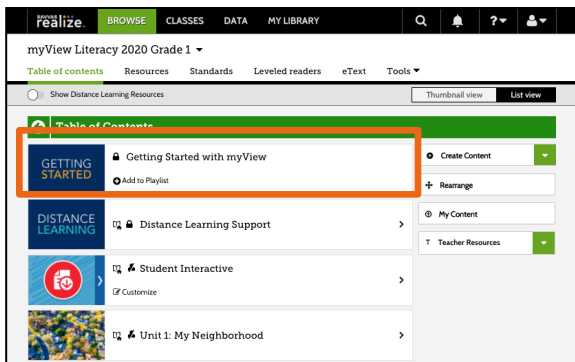 SAVVAS
realize. BROWSE CLASSES DATA MY LIBRARY ?
myView Literacy 2020 Grade 1
Table of contents Resources Standards Leveled readers eText Tools
Show Distance Learning Resources Thumbnail view List view
Table of Contents
GETTING STARTED
Getting Started with myView
Add to Playlist
Create Content
Rearrange
DISTANCE LEARNING
Distance Learning Support
My Content
T Teacher Resources
Student Interactive
Customize
Unit 1: My Neighborhood